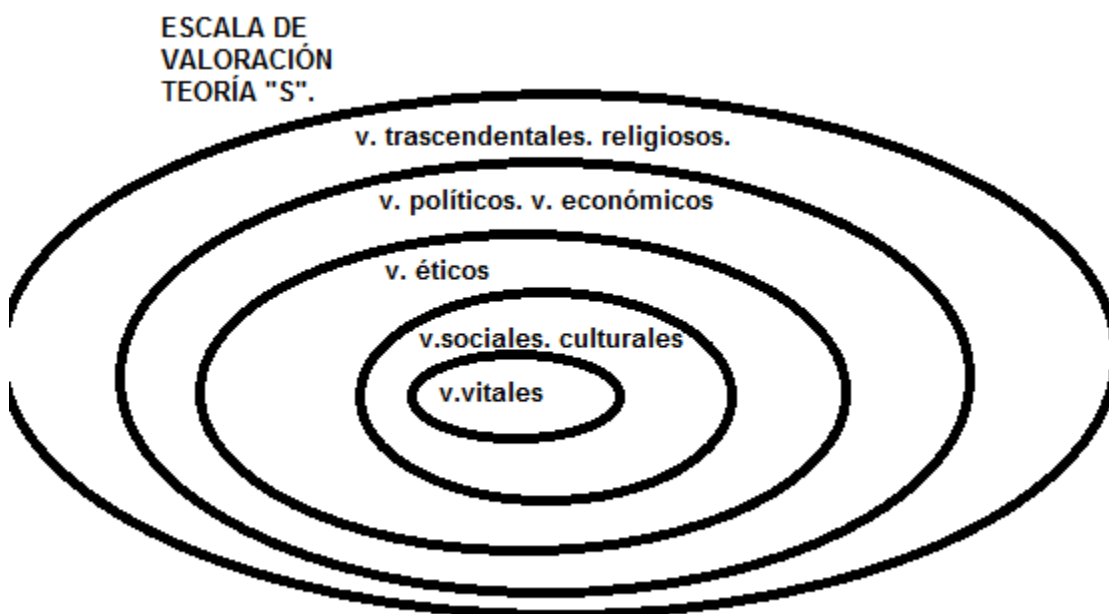 ESCALA DE
VALORACIÓN
TEORÍA "S".
v. trascendentales. religiosos.
v. políticos. v. económicos
v. éticos
v.sociales. culturales
v.vitales